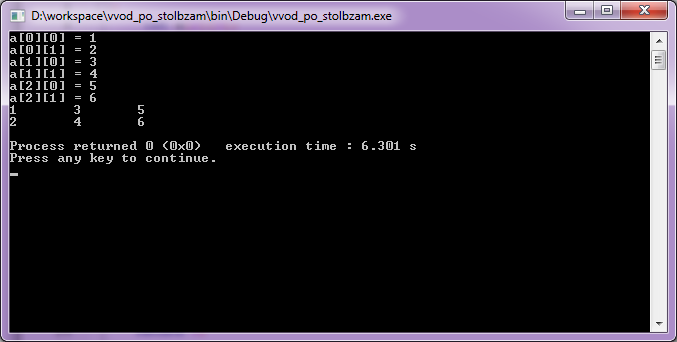 D:\workspace\vvod_po_stolbzam\bin\Debug\vvod_po_stolbzam.exe
a[0][0] = 1
a[0][1] = 2
a[1][0] = 3
a[1][1] = 4
a[2][0] = 5
a[2][1] = 6
1 3 5
2 4 6
Process returned 0 (0x0) execution time : 6.301 s
Press any key to continue.